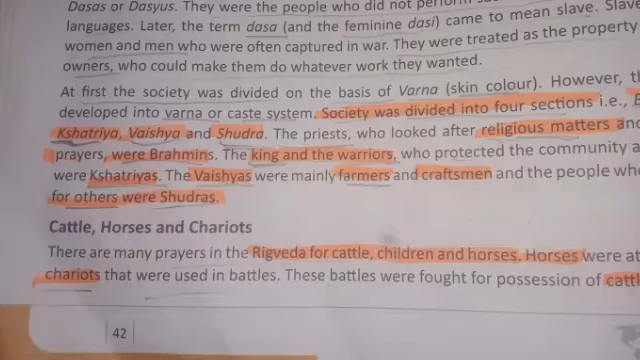 Dasas or Dasyus. They were the people who did not perform
languages. Later, the term dasa (and the feminine dasi) came to mean slave. Slave
women and men who were often captured in war. They were treated as the property
owners, who could make them do whatever work they wanted.
At first the society was divided on the basis of Varna (skin colour). However, th
developed into varna or caste system. Society was divided into four sections i.e., B
Kshatriya, Vaishya and Shudra. The priests, who looked after religious matters and
prayers, were Brahmins. The king and the warriors, who protected the community a
were Kshatriyas. The Vaishyas were mainly farmers and craftsmen and the people who
for others were Shudras.
Cattle, Horses and Chariots
There are many prayers in the Rigveda for cattle, children and horses. Horses were at
chariots that were used in battles. These battles were fought for possession of cattl
42